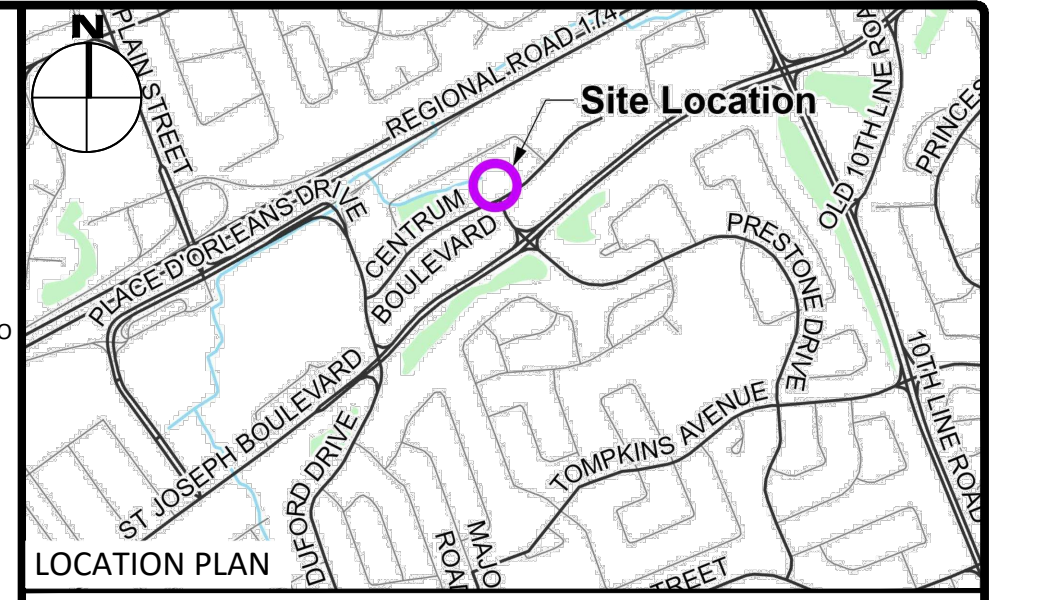 N
PLAIN STREET
REGIONAL ROAD 174
Site Location
OLD 10TH LINE ROA
PRINCES
PLACE D'ORLEANS DRIVE
CENTRUM
BOULEVARD
PRESTONE DRIVE
10TH LINE ROAD
ST JOSEPH BOULEVARD
DUFORD DRIVE
TOMPKINS AVENUE
MAJO
ROAD
STREET
O
LOCATION PLAN